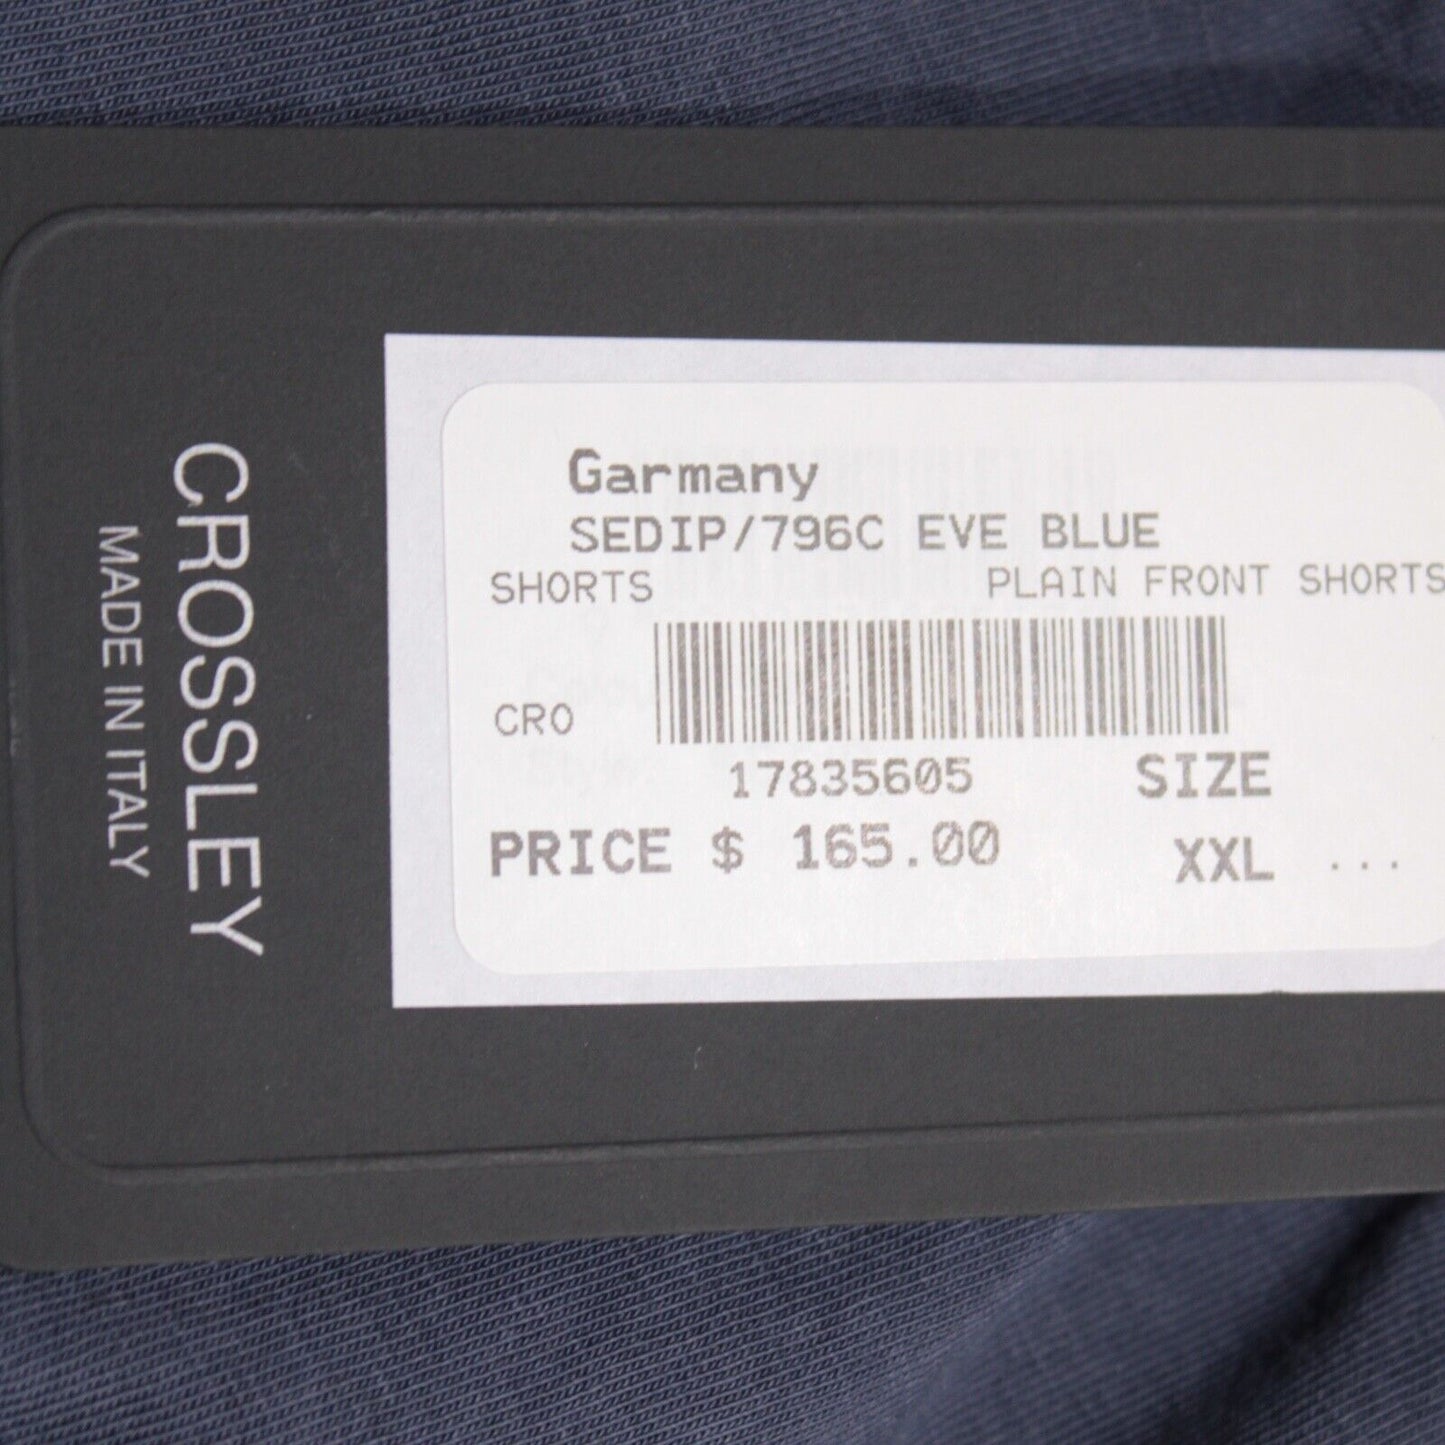 CROSSLEY
MADE IN ITALY
Garmany
SEDIP/796C EVE BLUE
SHORTS PLAIN FRONT SHORTS
CRO
17835605 SIZE
PRICE $ 165.00 XXL ...